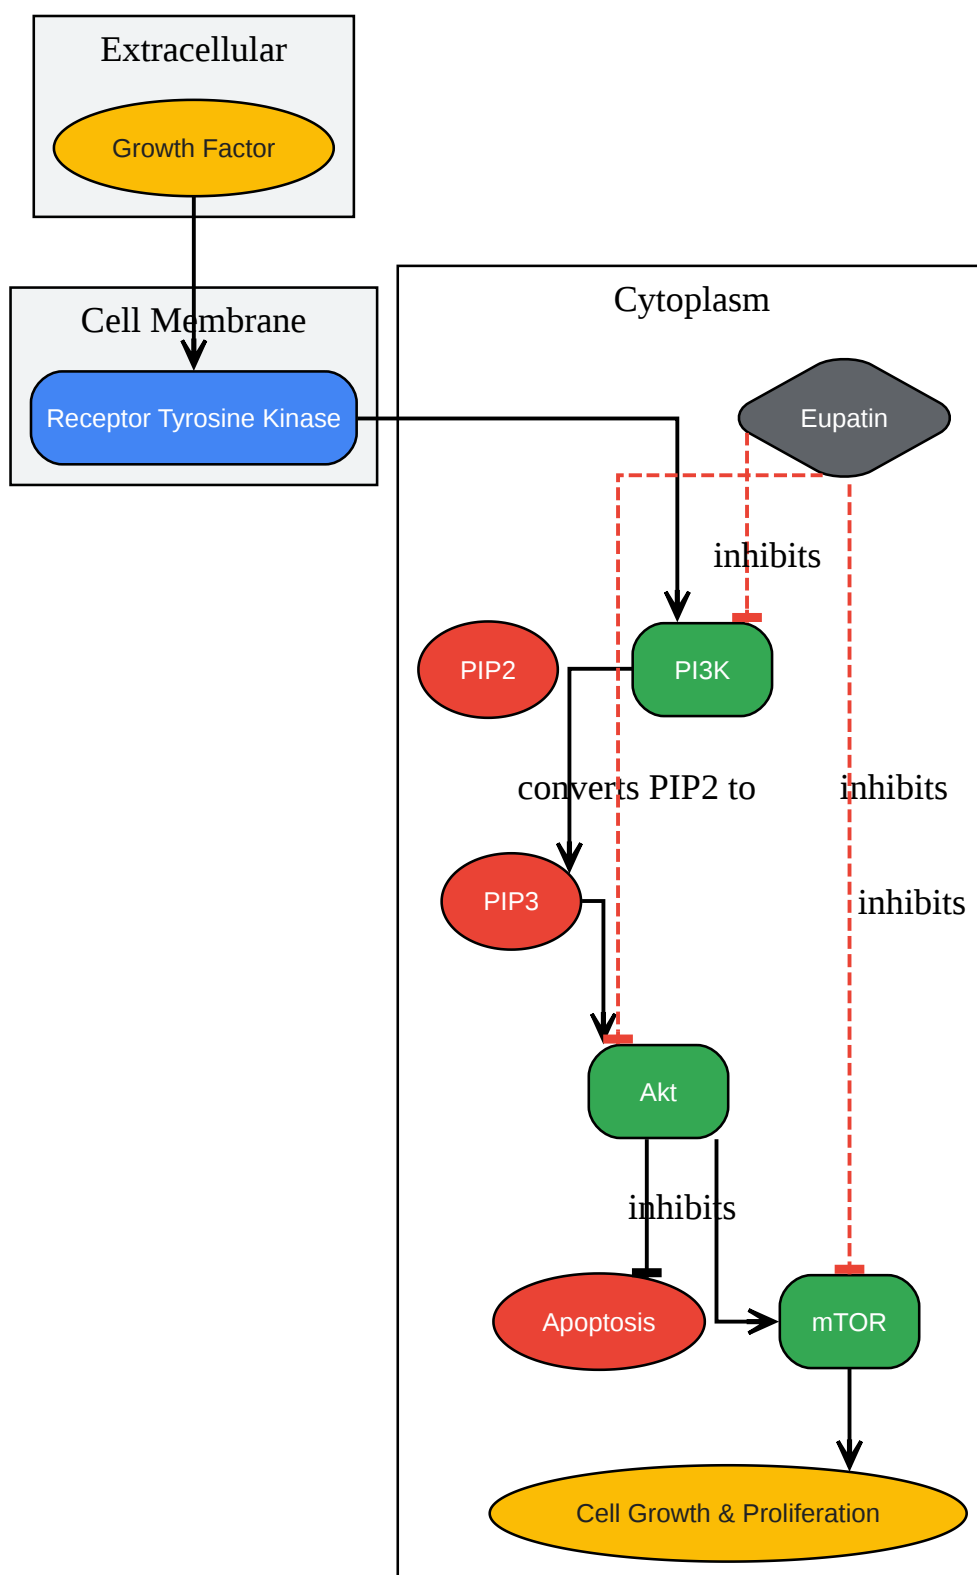 Extracellular
Growth Factor
Cell Membrane
Receptor Tyrosine Kinase
Cytoplasm
Eupatin
inhibits
PIP2
PI3K
converts PIP2 to
inhibits
PIP3
inhibits
Akt
inhibits
Apoptosis
mTOR
Cell Growth & Proliferation